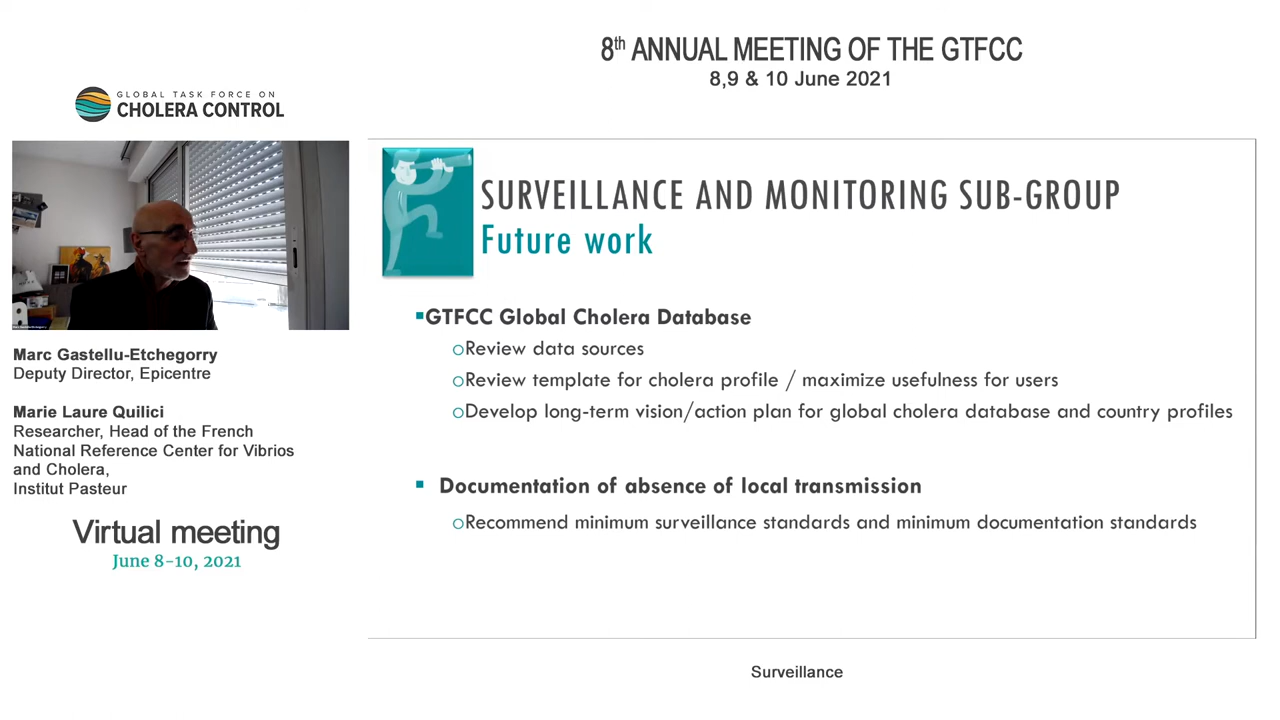 8th ANNUAL MEETING OF THE GTFCC
8,9 & 10 June 2021
GLOBAL TASK FORCE ON
CHOLERA CONTROL
Marc Gastellu-Etchegorry
Deputy Director, Epicentre
Marie Laure Quilici
Researcher, Head of the French
National Reference Center for Vibrios
and Cholera,
Institut Pasteur
Virtual meeting
June 8-10, 2021
SURVEILLANCE AND MONITORING SUB-GROUP
Future work
▪GTFCC Global Cholera Database
oReview data sources
oReview template for cholera profile / maximize usefulness for users
oDevelop long-term vision/action plan for global cholera database and country profiles
▪ Documentation of absence of local transmission
oRecommend minimum surveillance standards and minimum documentation standards
Surveillance